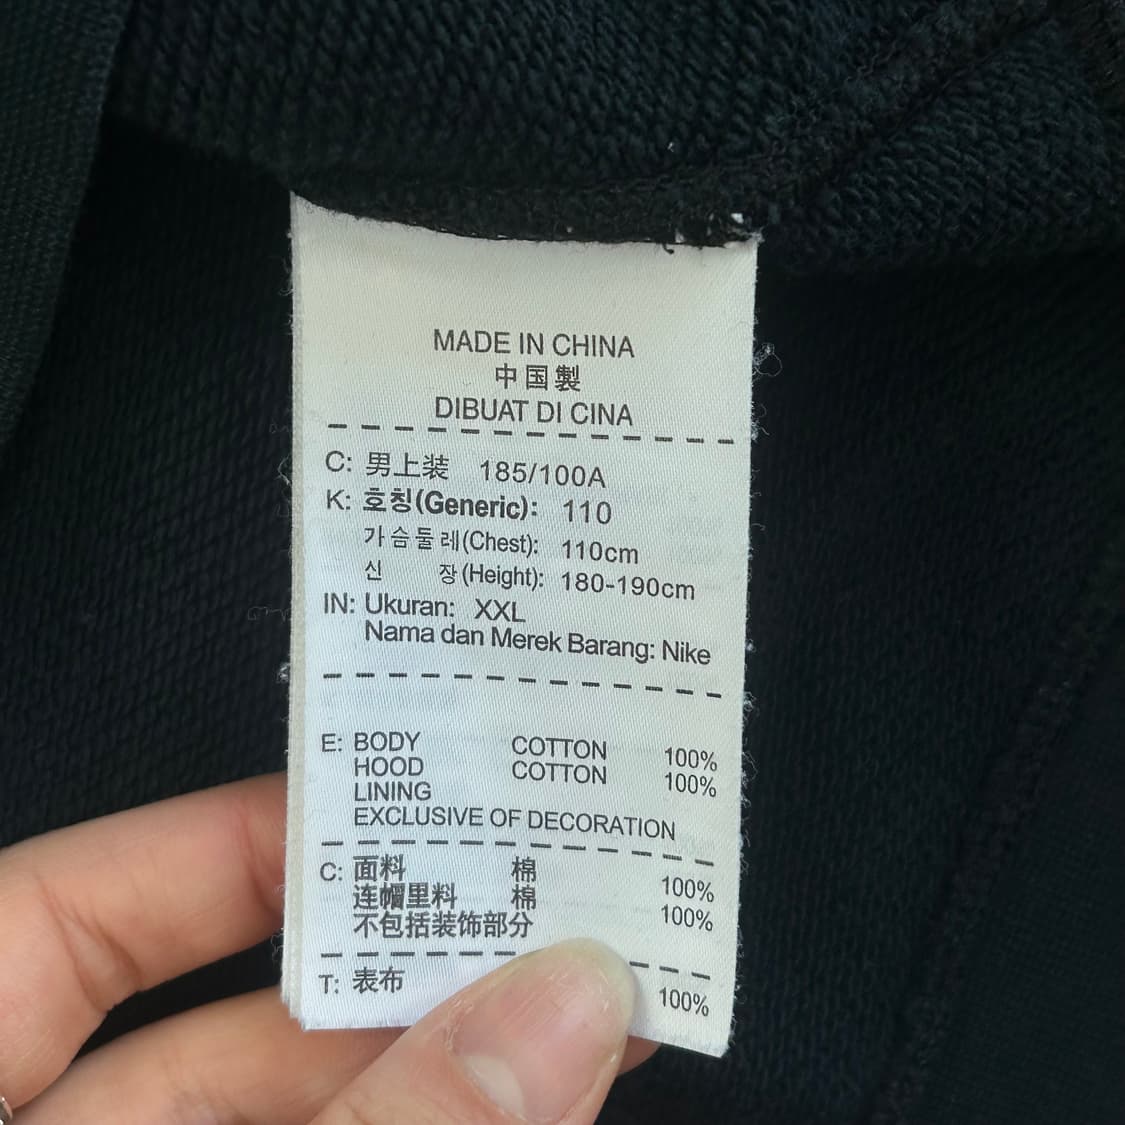 MADE IN CHINA
中国製
DIBUAT DI CINA
C: 男上装 185/100A
K: 호칭(Generic): 110
가슴둘레(Chest): 110cm
신 장(Height): 180-190cm
IN: Ukuran: XXL
Nama dan Merek Barang: Nike
E: BODY COTTON 100%
HOOD COTTON 100%
LINING
EXCLUSIVE OF DECORATION
C: 面料 棉 100%
连帽里料 棉 100%
不包括装饰部分
T: 表布 100%